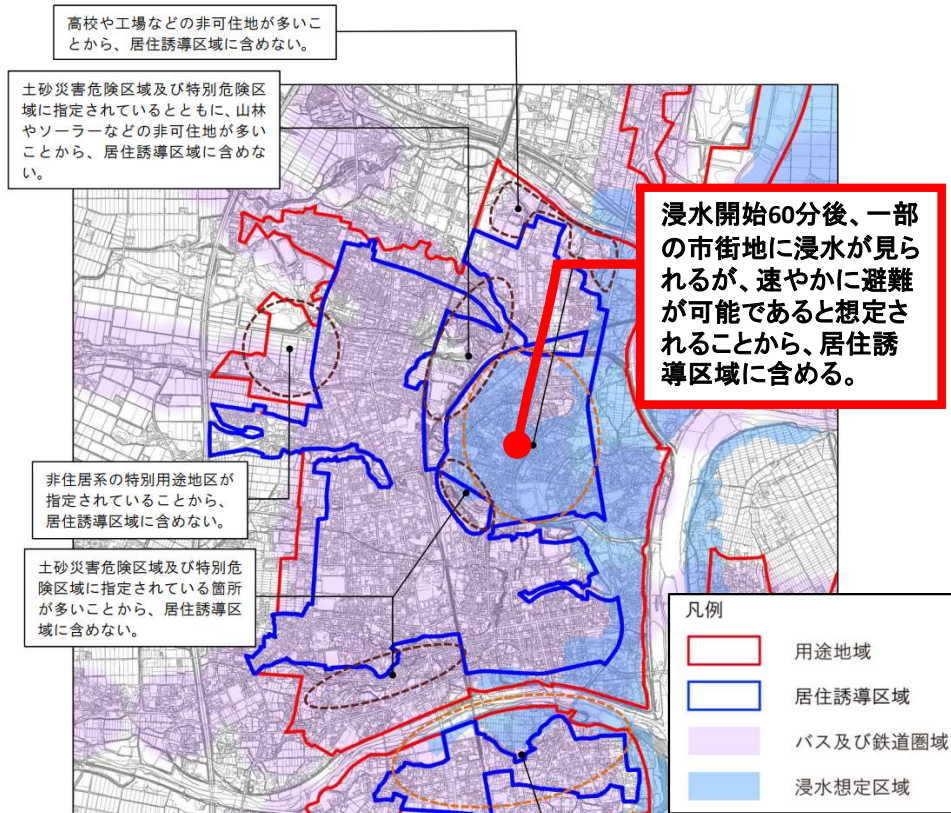 高校や工場などの非可住地が多いこ
とから、居住誘導区域に含めない。
土砂災害危険区域及び特別危険区
域に指定されているとともに、山林
やソーラーなどの非可住地が多い
ことから、居住誘導区域に含めな
い。
浸水開始60分後、一部
の市街地に浸水が見ら
れるが、速やかに避難
が可能であると想定さ
れることから、居住誘
導区域に含める。
非住居系の特別用途地区が
指定されていることから、
居住誘導区域に含めない。
土砂災害危険区域及び特別危
険区域に指定されている箇所
が多いことから、居住誘導区
域に含めない。
凡例
用途地域
居住誘導区域
バス及び鉄道圏域
浸水想定区域